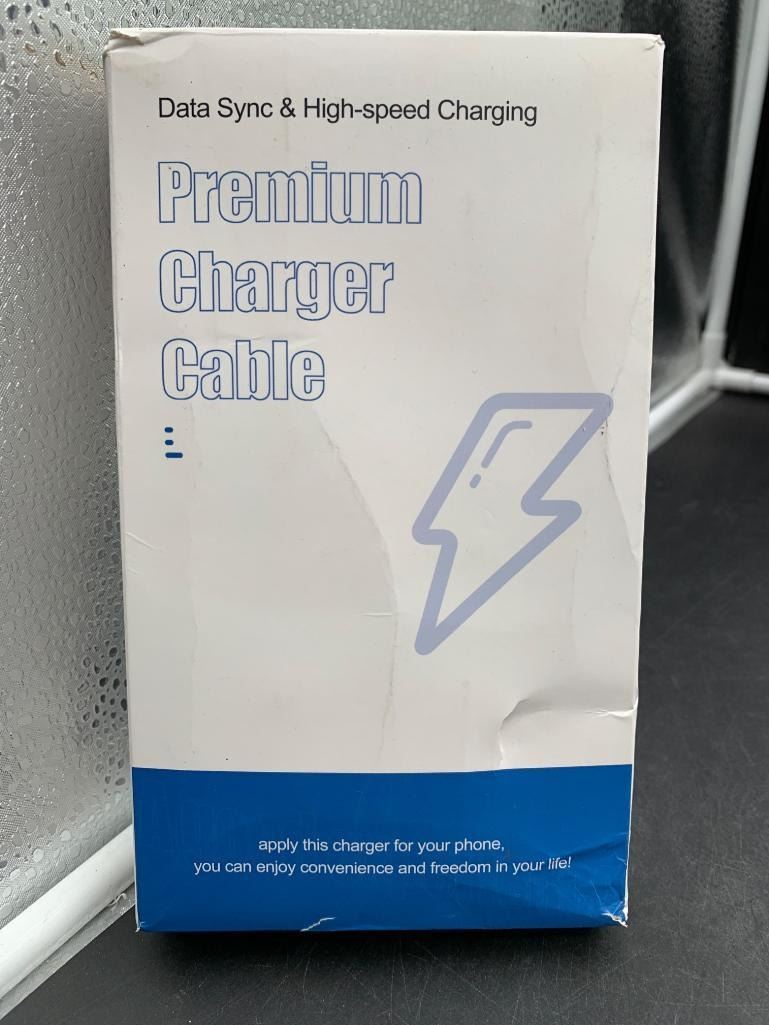 Data Sync & High-speed Charging
Premium
Charger
Cable
apply this charger for your phone,
you can enjoy convenience and freedom in your life!